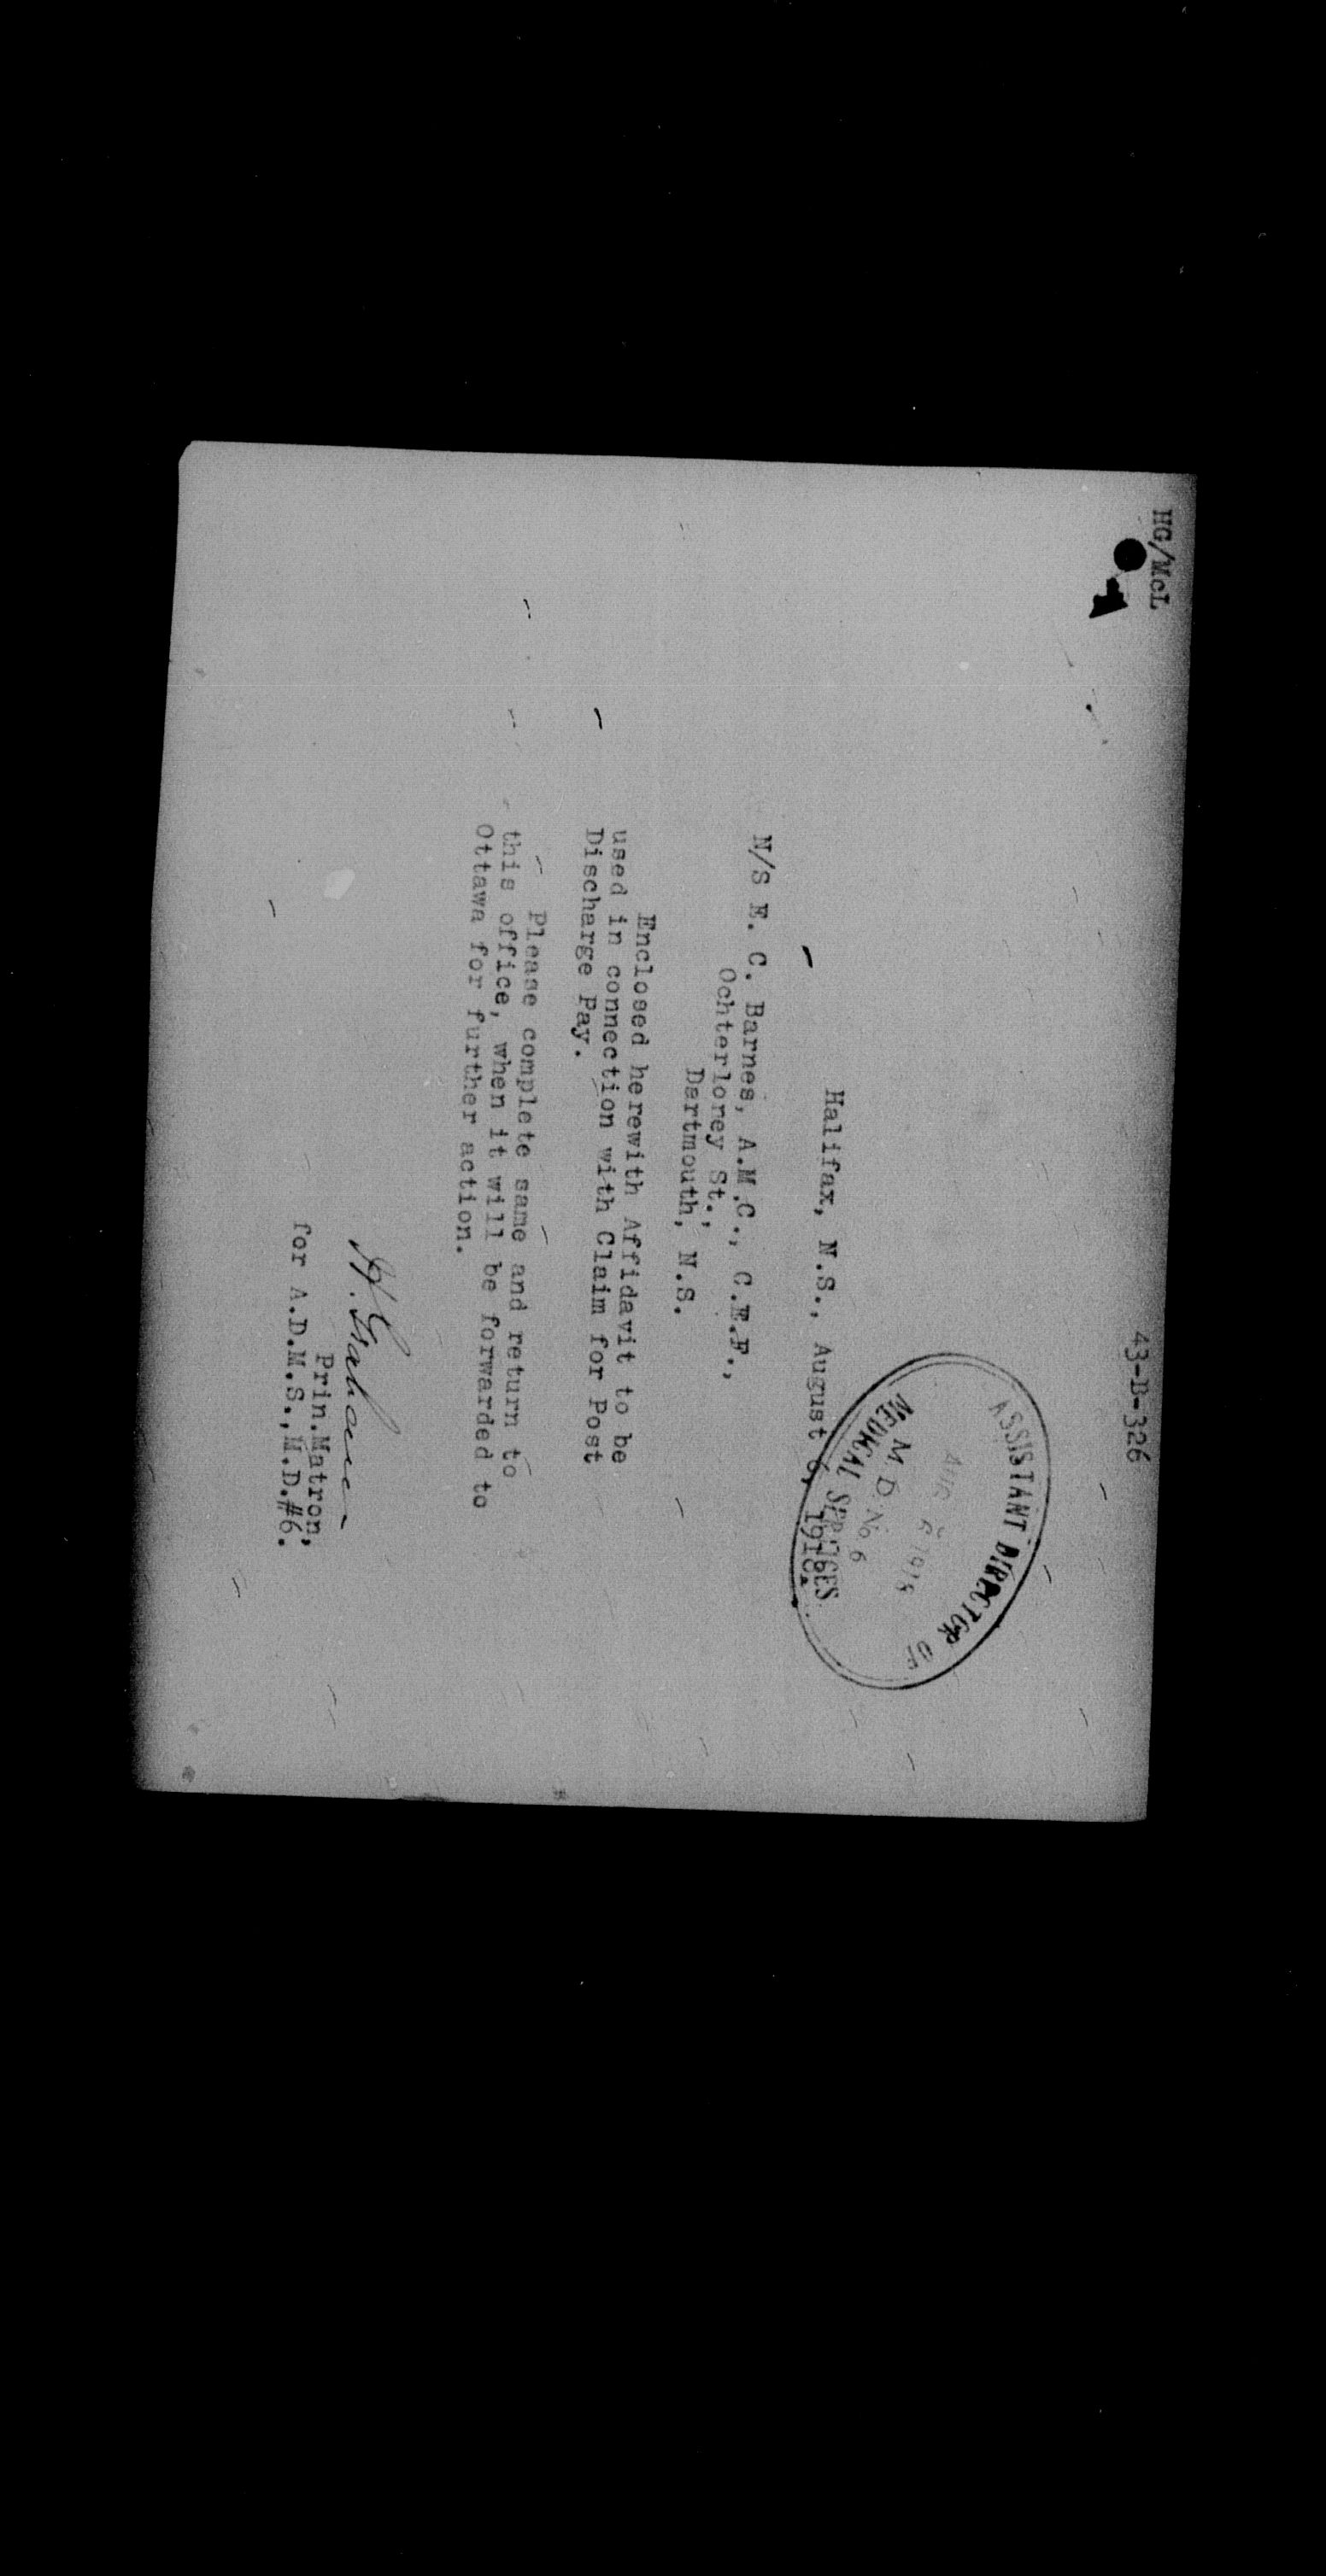 HG/McL
43-B-326
ASSISTANT DIRECTOR OF
AUG 6 1918
M. D. No. 6
MEDICAL SERVICES
Halifax, N.S., August 6, 1918.
N/S E. C. Barnes, A.M.C., C.E.F.,
Ochterlorey St.,
Dartmouth, N.S.
Enclosed herewith Affidavit to be
used in connection with Claim for Post
Discharge Pay.
Please complete same and return to
this office, when it will be forwarded to
Ottawa for further action.
H. Graham
Prin.Matron,
for A.D.M.S.,M.D.#6.